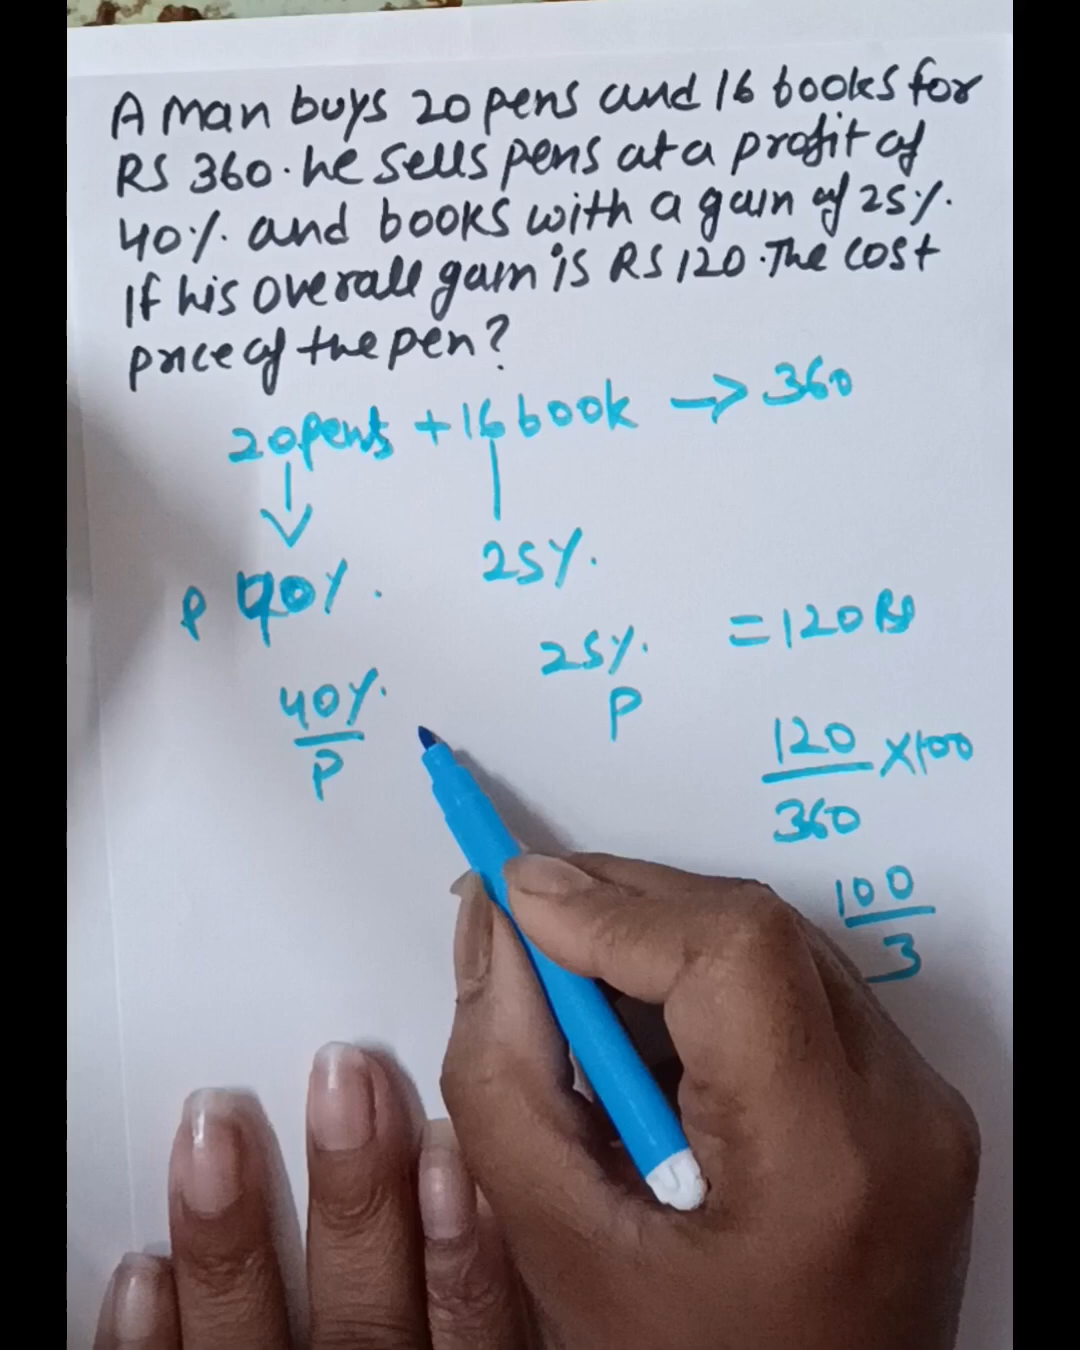 A man buys 20 pens and 16 books for
RS 360. he sells pens at a profit of
40%. and books with a gain of 25%.
If his overall gain is RS 120. The cost
price of the pen?
20pens + 16 book → 360
P 40%. 25%.
25%. = 120 Rs
P
40%.
P
120 × 100
360
100
3